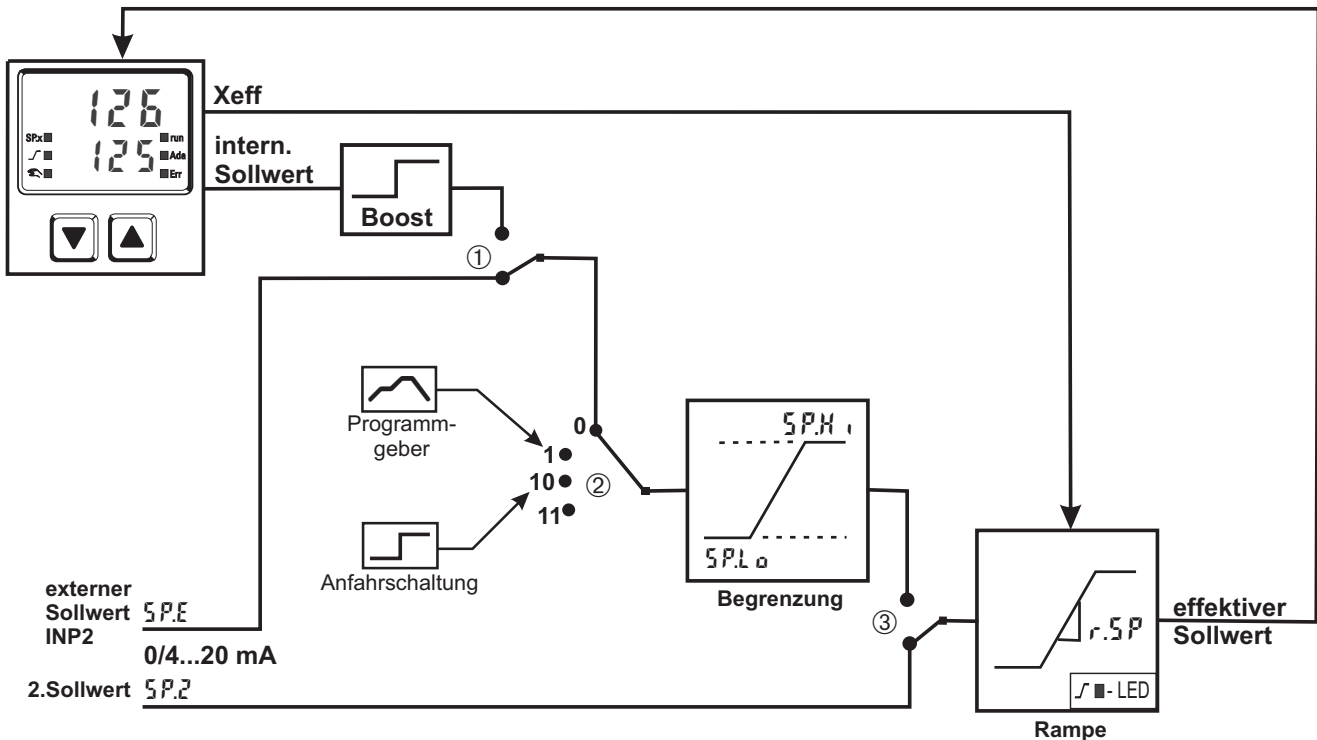 126
125
SP.x
run
Ada
Err
Xeff
intern.
Sollwert
Boost
①
Programm-
geber
0
1
10
②
11
Anfahrschaltung
SP.Hi
SP.Lo
Begrenzung
externer
Sollwert SP.E
INP2
0/4...20 mA
2.Sollwert SP.2
③
r.SP
- LED
Rampe
effektiver
Sollwert